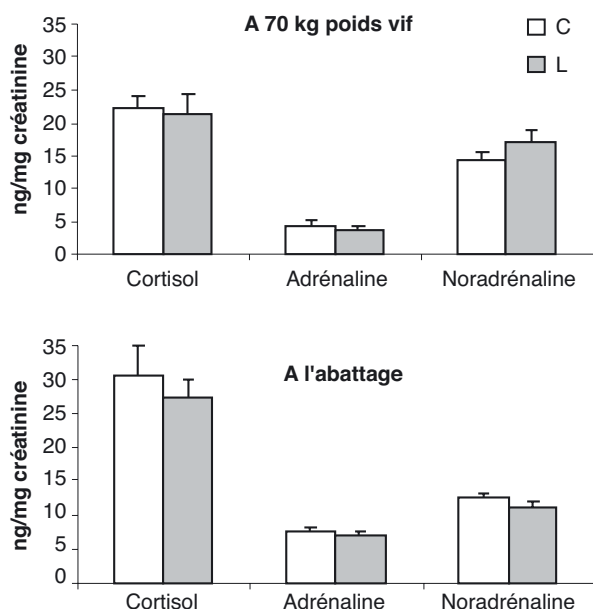 A 70 kg poids vif
C
L
ng/mg créatinine
35
30
25
20
15
10
5
0
Cortisol Adrénaline Noradrénaline
A l'abattage
ng/mg créatinine
35
30
25
20
15
10
5
0
Cortisol Adrénaline Noradrénaline